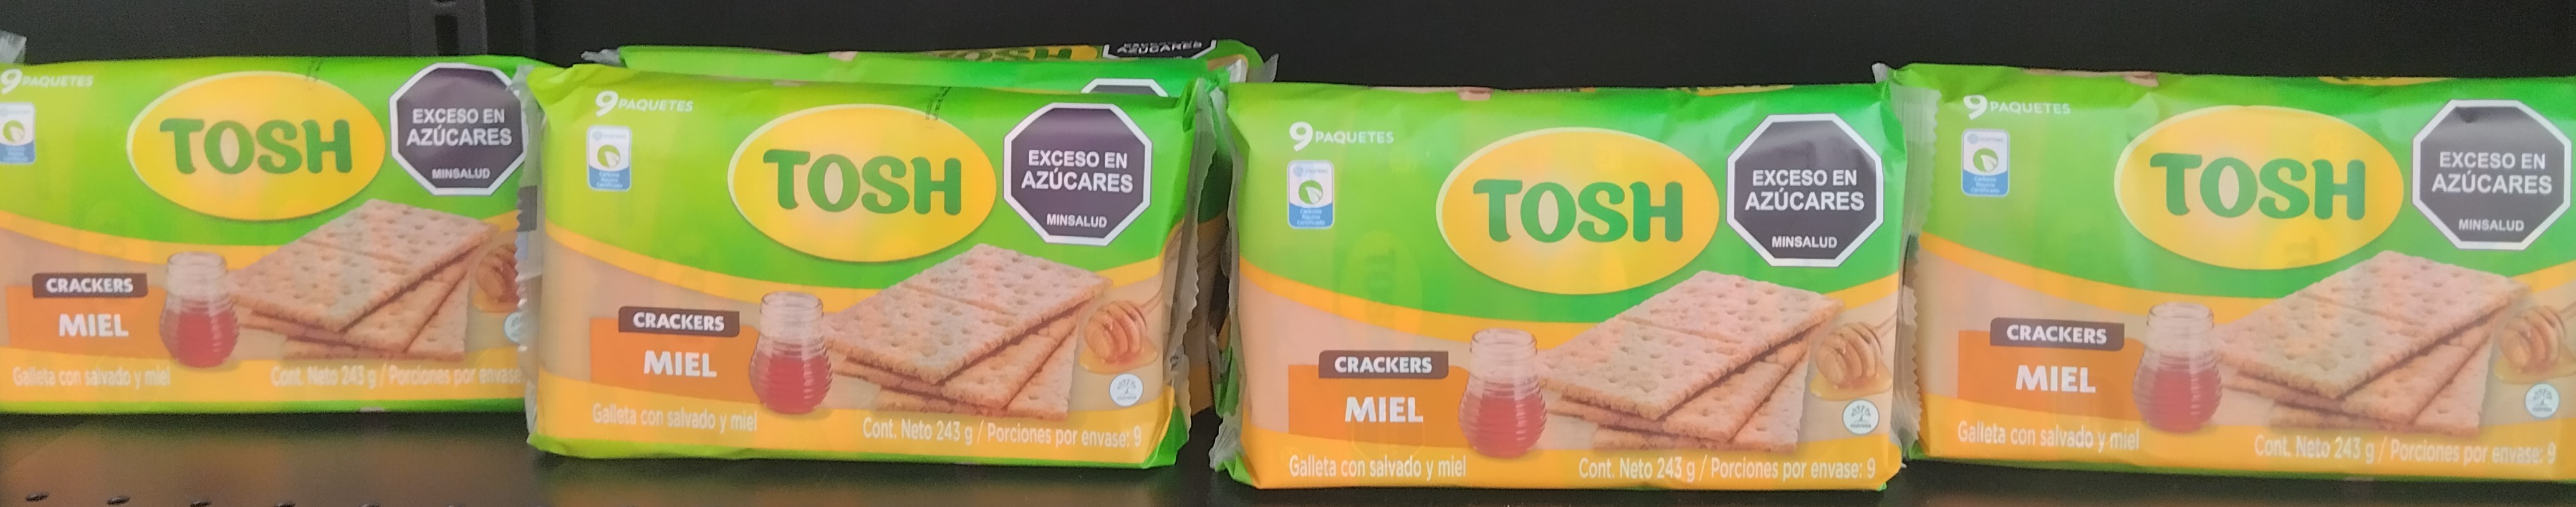 TOSH
AZÚCARES
9 PAQUETES
TOSH
EXCESO EN
AZÚCARES
MINSALUD
CRACKERS
MIEL
Galleta con salvado y miel
Cont. Neto 243 g / Porciones por envase
9 PAQUETES
TOSH
EXCESO EN
AZÚCARES
MINSALUD
CRACKERS
MIEL
Galleta con salvado y miel
Cont. Neto 243 g / Porciones por envase: 9
9 PAQUETES
TOSH
EXCESO EN
AZÚCARES
MINSALUD
CRACKERS
MIEL
Galleta con salvado y miel
Cont. Neto 243 g / Porciones por envase: 9
9 PAQUETES
TOSH
EXCESO EN
AZÚCARES
MINSALUD
CRACKERS
MIEL
Galleta con salvado y miel
Cont. Neto 243 g / Porciones por envase: 9